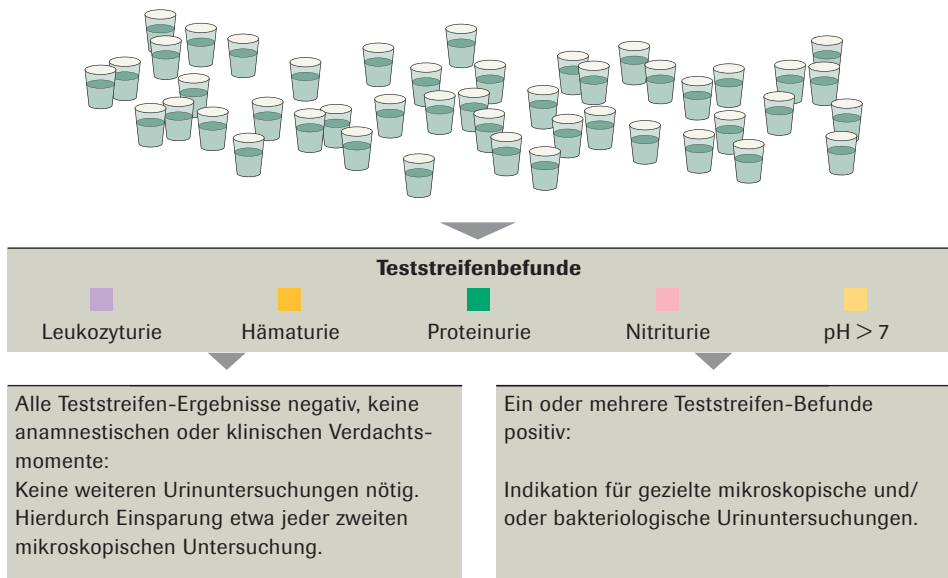 Teststreifenbefunde
Leukozyturie Hämaturie Proteinurie Nitriturie pH > 7
Alle Teststreifen-Ergebnisse negativ, keine
anamnestischen oder klinischen Verdachts-
momente:
Keine weiteren Urinuntersuchungen nötig.
Hierdurch Einsparung etwa jeder zweiten
mikroskopischen Untersuchung.
Ein oder mehrere Teststreifen-Befunde
positiv:
Indikation für gezielte mikroskopische und/
oder bakteriologische Urinuntersuchungen.